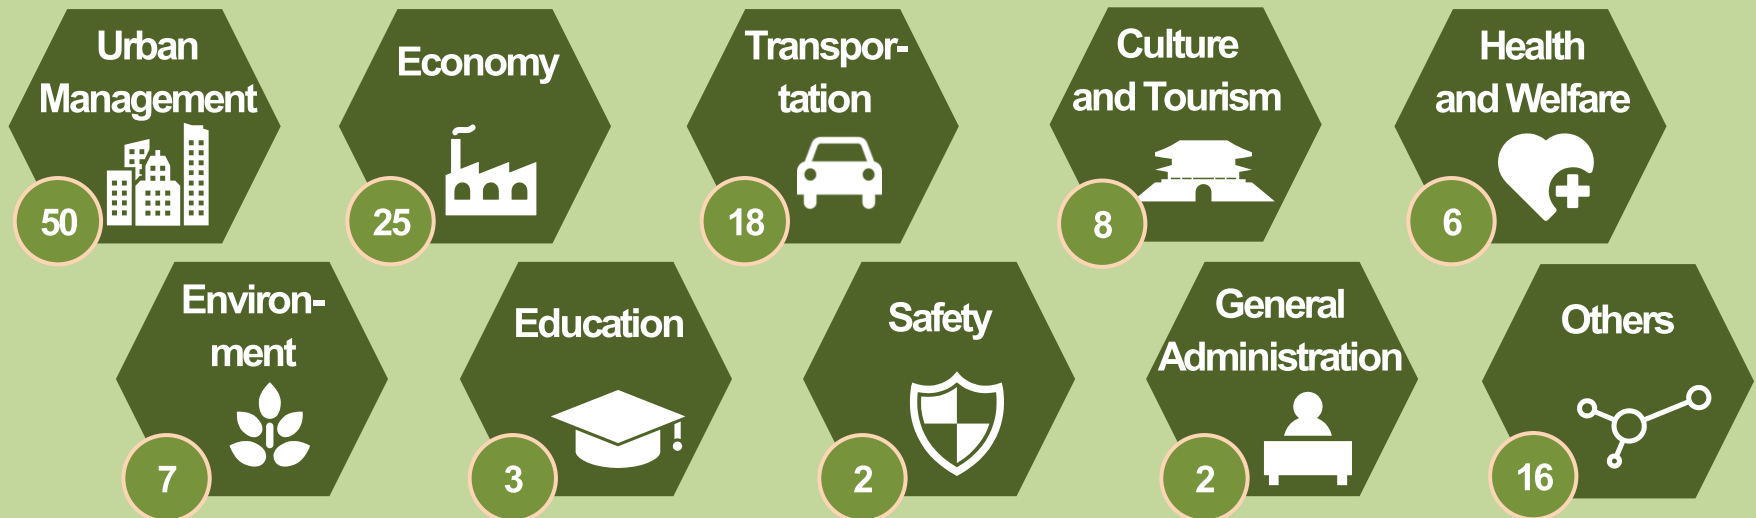 Urban
Management
50
Economy
25
Transpor-
tation
18
Culture
and Tourism
8
Health
and Welfare
6
Environ-
ment
7
Education
3
Safety
2
General
Administration
2
Others
16